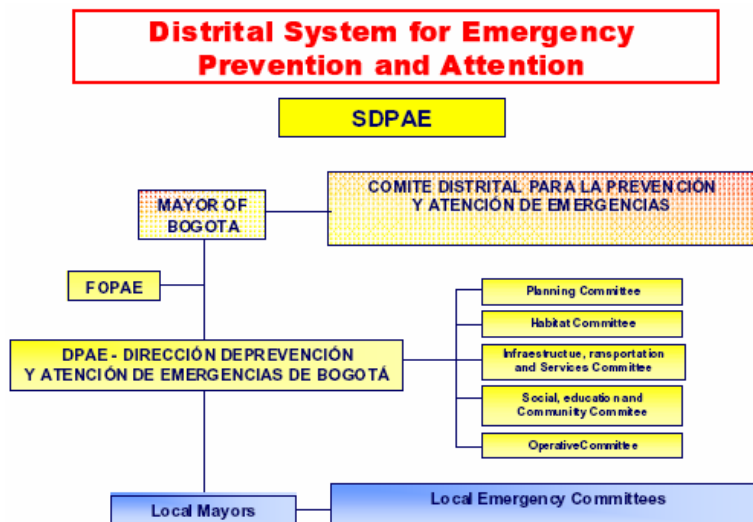 Distrital System for Emergency
Prevention and Attention
SDPAE
MAYOR OF
BOGOTA
COMITE DISTRITAL PARA LA PREVENCIÓN
Y ATENCIÓN DE EMERGENCIAS
FOPAE
DPAE - DIRECCIÓN DEPREVENCIÓN
Y ATENCIÓN DE EMERGENCIAS DE BOGOTÁ
Planning Committee
Habitat Committee
Infraestructue, ransportation
and Services Committee
Social, education and
Community Commitee
OperativeCommittee
Local Mayors
Local Emergency Committees